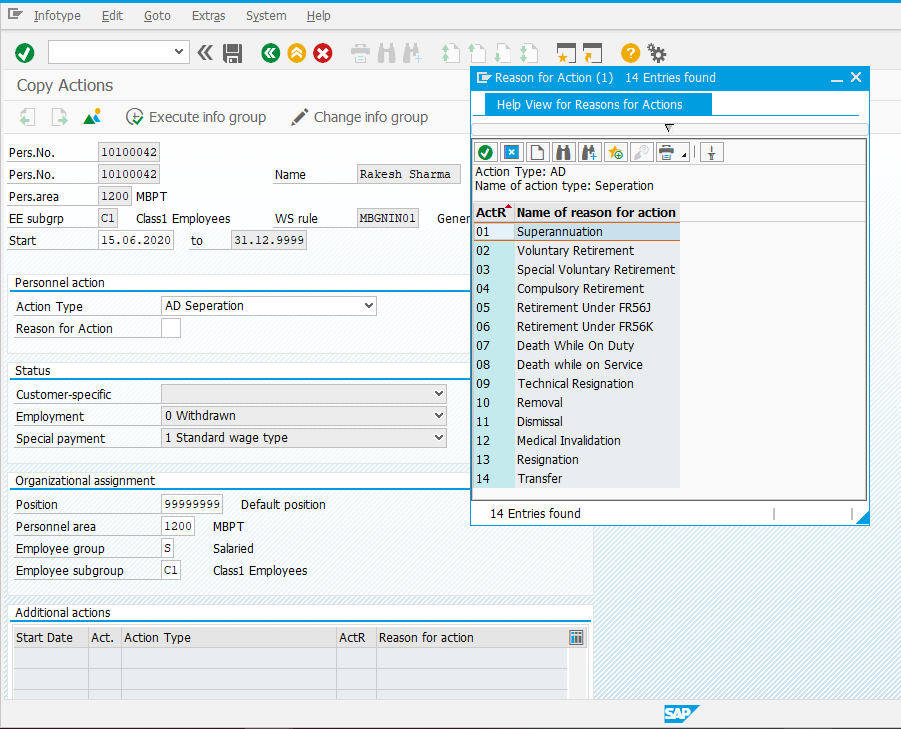 Infotype Edit Goto Extras System Help
Copy Actions
Execute info group Change info group
Pers.No. 10100042
Pers.No. 10100042 Name Rakesh Sharma
Pers.area 1200 MBPT
EE subgrp C1 Class1 Employees WS rule MBGNIN01 Gener
Start 15.06.2020 to 31.12.9999
Personnel action
Action Type AD Seperation
Reason for Action
Status
Customer-specific
Employment 0 Withdrawn
Special payment 1 Standard wage type
Organizational assignment
Position 99999999 Default position
Personnel area 1200 MBPT
Employee group S Salaried
Employee subgroup C1 Class1 Employees
Additional actions
Start Date Act. Action Type ActR Reason for action
Reason for Action (1) 14 Entries found
Help View for Reasons for Actions
Action Type: AD
Name of action type: Seperation
ActR Name of reason for action
01 Superannuation
02 Voluntary Retirement
03 Special Voluntary Retirement
04 Compulsory Retirement
05 Retirement Under FR56J
06 Retirement Under FR56K
07 Death While On Duty
08 Death while on Service
09 Technical Resignation
10 Removal
11 Dismissal
12 Medical Invalidation
13 Resignation
14 Transfer
14 Entries found
SAP